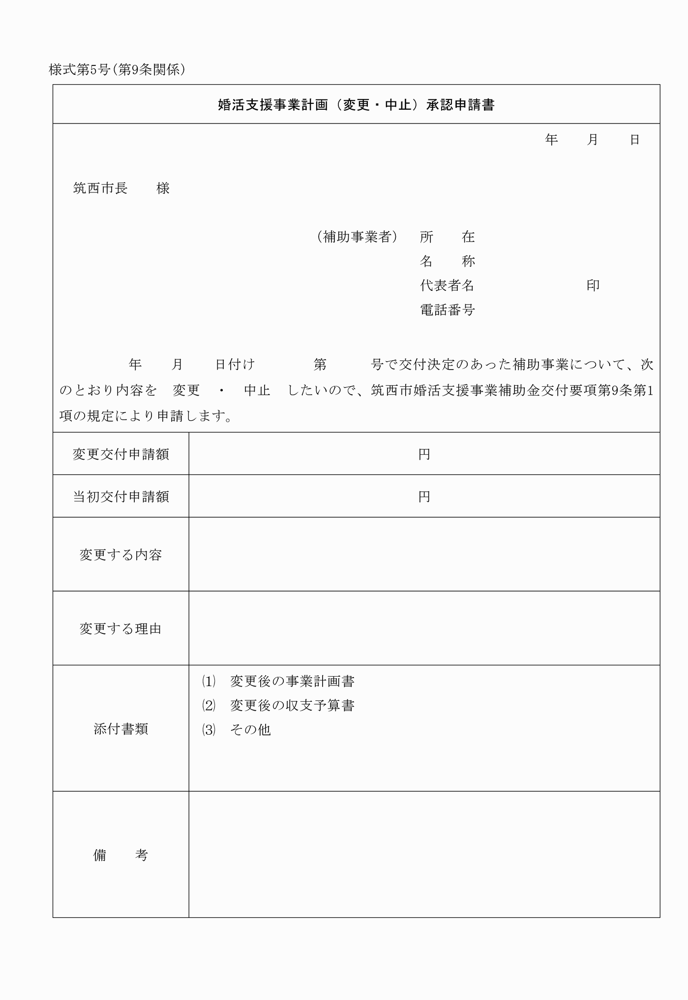 様式第5号（第9条関係）
婚活支援事業計画（変更・中止）承認申請書
年　　月　　日
筑西市長　　様
（補助事業者）　所　　在
名　　称
代表者名　　　　　　　　印
電話番号
年　　月　　日付け　　　　第　　　号で交付決定のあった補助事業について、次
のとおり内容を　変更　・　中止　したいので、筑西市婚活支援事業補助金交付要項第9条第1
項の規定により申請します。
変更交付申請額　　円
当初交付申請額　　円
変更する内容
変更する理由
添付書類
⑴　変更後の事業計画書
⑵　変更後の収支予算書
⑶　その他
備　　考